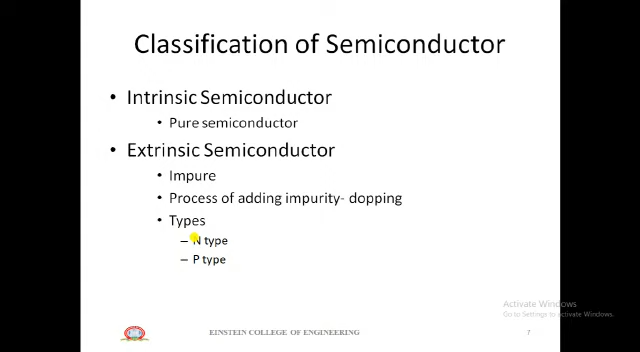 Classification of Semiconductor
• Intrinsic Semiconductor
• Pure semiconductor
• Extrinsic Semiconductor
• Impure
• Process of adding impurity- dopping
• Types
– N type
– P type
Activate Windows
Go to Settings to activate Windows.
EINSTEIN COLLEGE OF ENGINEERING
7